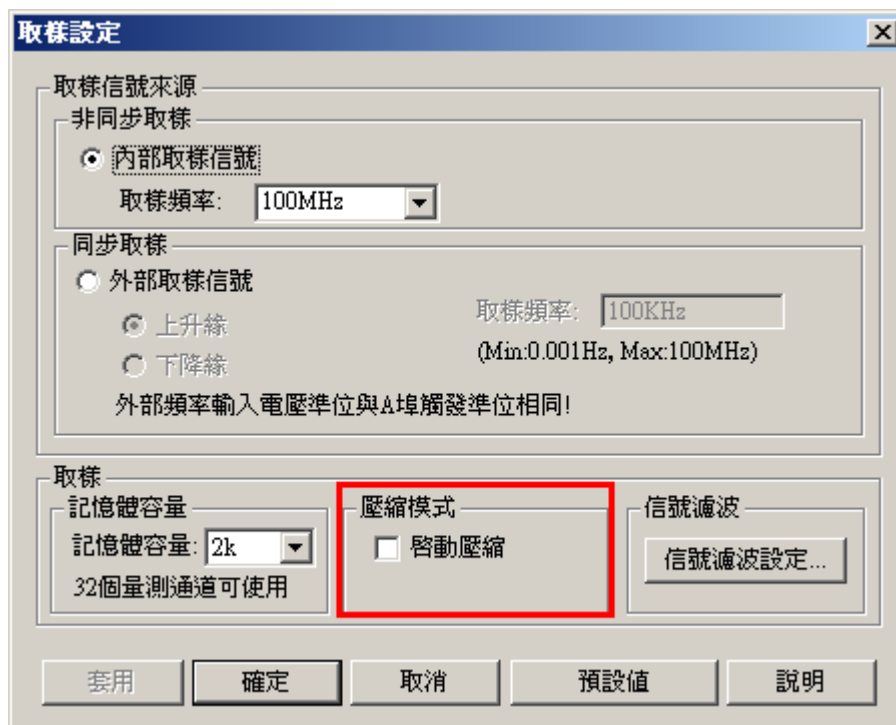 取樣設定
取樣信號來源
非同步取樣
內部取樣信號
取樣頻率: 100MHz
同步取樣
外部取樣信號
上升緣
取樣頻率: 100KHz
下降緣
(Min:0.001Hz, Max:100MHz)
外部頻率輸入電壓準位與A埠觸發準位相同!
取樣
記憶體容量
記憶體容量: 2k
32個量測通道可使用
壓縮模式
啓動壓縮
信號濾波
信號濾波設定...
套用 確定 取消 預設值 說明